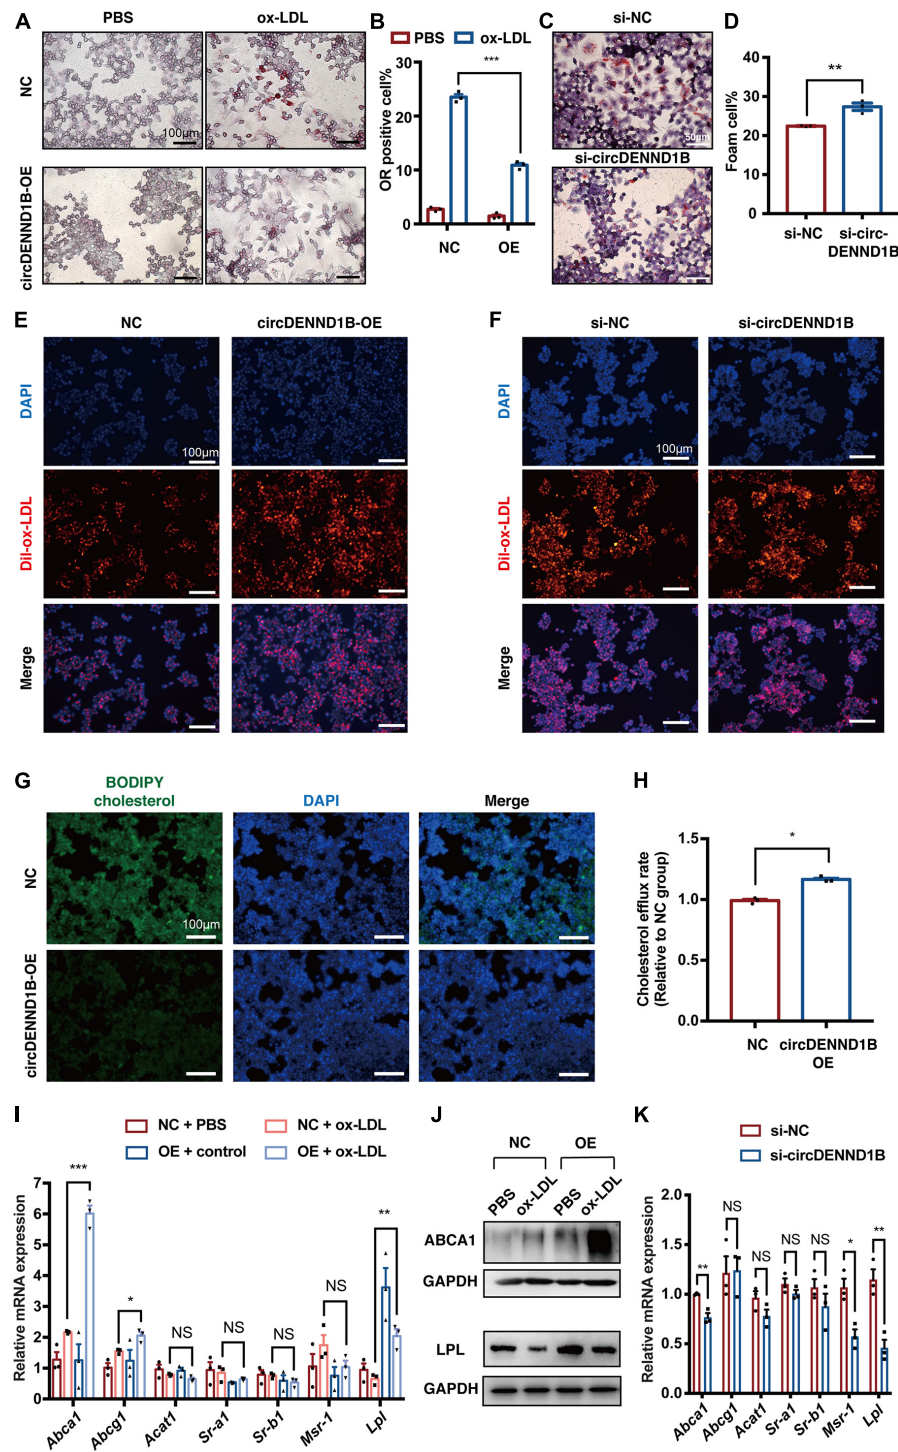 A
PBS
ox-LDL
NC
100μm
circDENND1B-OE
B
PBS
ox-LDL
OR positive cell%
30
20
10
0
***
NC
OE
C
si-NC
50μm
si-circDENND1B
D
Foam cell%
40
30
20
10
0
**
si-NC
si-circ-
DENND1B
E
NC
circDENND1B-OE
DAPI
100μm
Dil-ox-LDL
Merge
F
si-NC
si-circDENND1B
DAPI
100μm
Dil-ox-LDL
Merge
G
BODIPY
cholesterol
DAPI
Merge
NC
100μm
circDENND1B-OE
H
Cholesterol efflux rate
(Relative to NC group)
1.5
1.0
0.5
0.0
*
NC
circDENND1B
OE
I
NC + PBS
NC + ox-LDL
OE + control
OE + ox-LDL
Relative mRNA expression
7
6
5
4
3
2
1
0
***
*
NS
NS
NS
NS
**
Abca1
Abcg1
Acat1
Sr-a1
Sr-b1
Msr-1
Lpl
J
NC
OE
PBS
ox-LDL
PBS
ox-LDL
ABCA1
GAPDH
LPL
GAPDH
K
si-NC
si-circDENND1B
Relative mRNA expression
2.0
1.5
1.0
0.5
0.0
**
NS
NS
NS
NS
*
**
Abca1
Abcg1
Acat1
Sr-a1
Sr-b1
Msr-1
Lpl